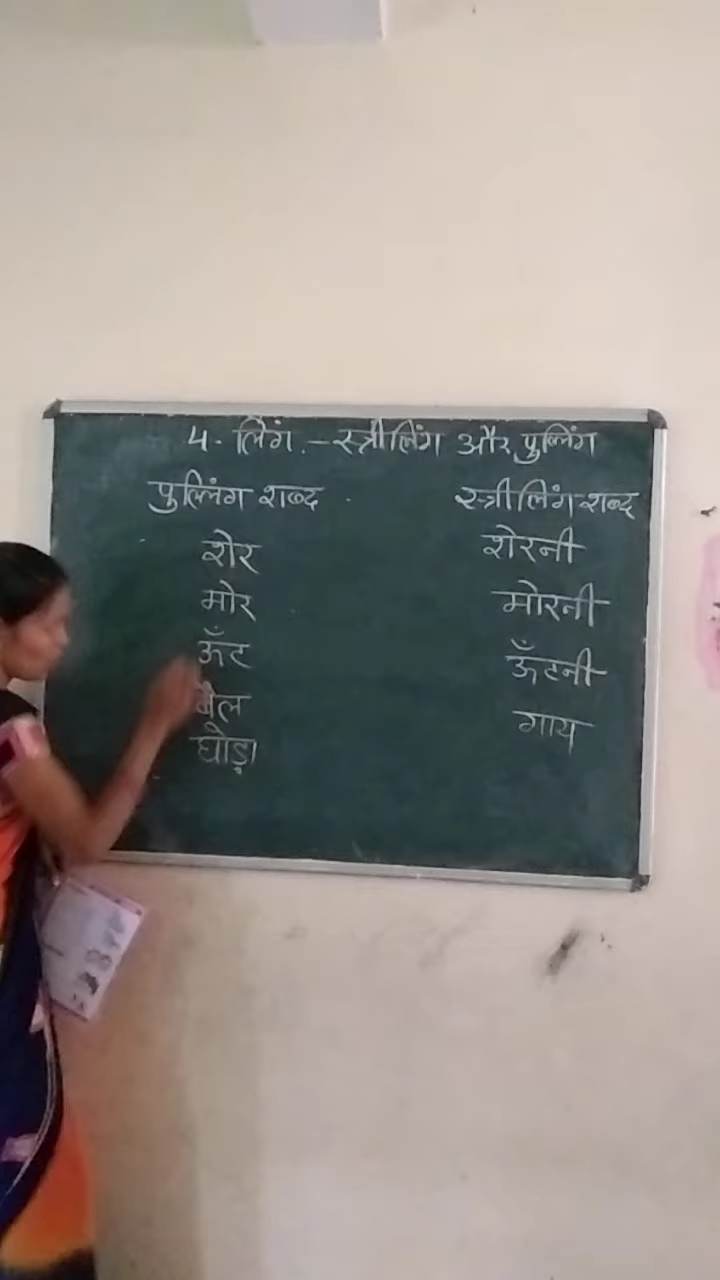 4. लिंग. – स्त्रीलिंग और पुल्लिंग
पुल्लिंग शब्द . स्त्रीलिंग शब्द
शेर शेरनी
मोर मोरनी
ऊँट ऊँटनी
बैल गाय
घोड़ा